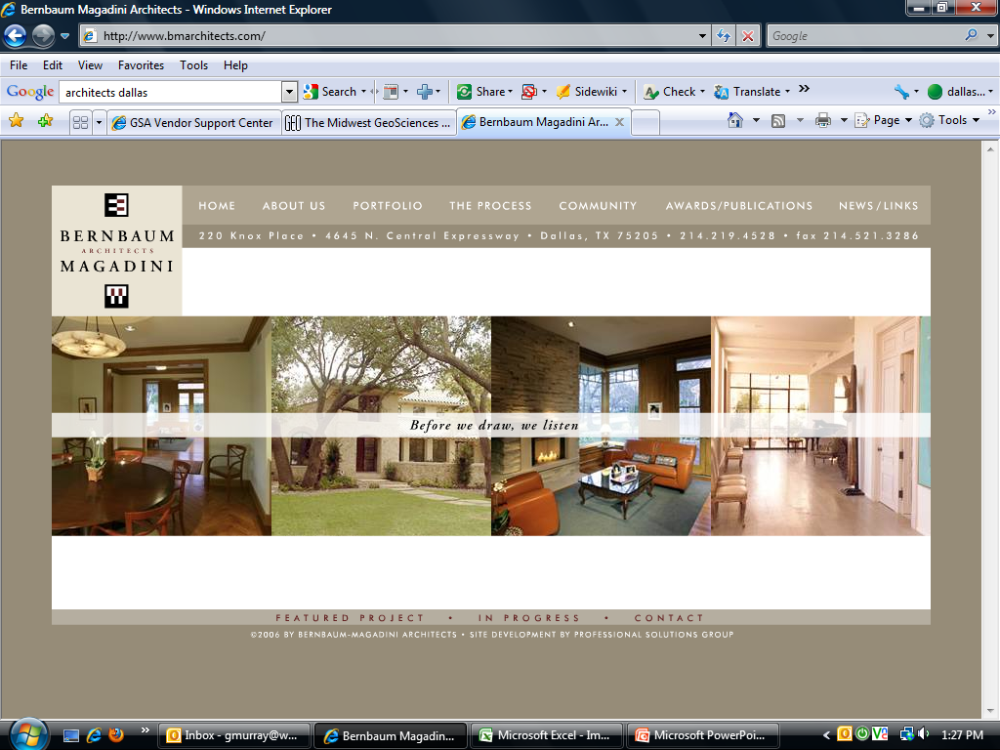 Bernbaum Magadini Architects - Windows Internet Explorer
http://www.bmarchitects.com/
Google
File Edit View Favorites Tools Help
Google architects dallas Search Share Sidewiki Check Translate » dallas...
GSA Vendor Support Center The Midwest GeoSciences ... Bernbaum Magadini Ar... Page Tools »
HOME ABOUT US PORTFOLIO THE PROCESS COMMUNITY AWARDS/PUBLICATIONS NEWS/LINKS
220 Knox Place • 4645 N. Central Expressway • Dallas, TX 75205 • 214.219.4528 • fax 214.521.3286
BERNBAUM
ARCHITECTS
MAGADINI
Before we draw, we listen
FEATURED PROJECT • IN PROGRESS • CONTACT
©2006 BY BERNBAUM-MAGADINI ARCHITECTS • SITE DEVELOPMENT BY PROFESSIONAL SOLUTIONS GROUP
» Inbox - gmurray@w... Bernbaum Magadin... Microsoft Excel - Im... Microsoft PowerPoi... < 1:27 PM